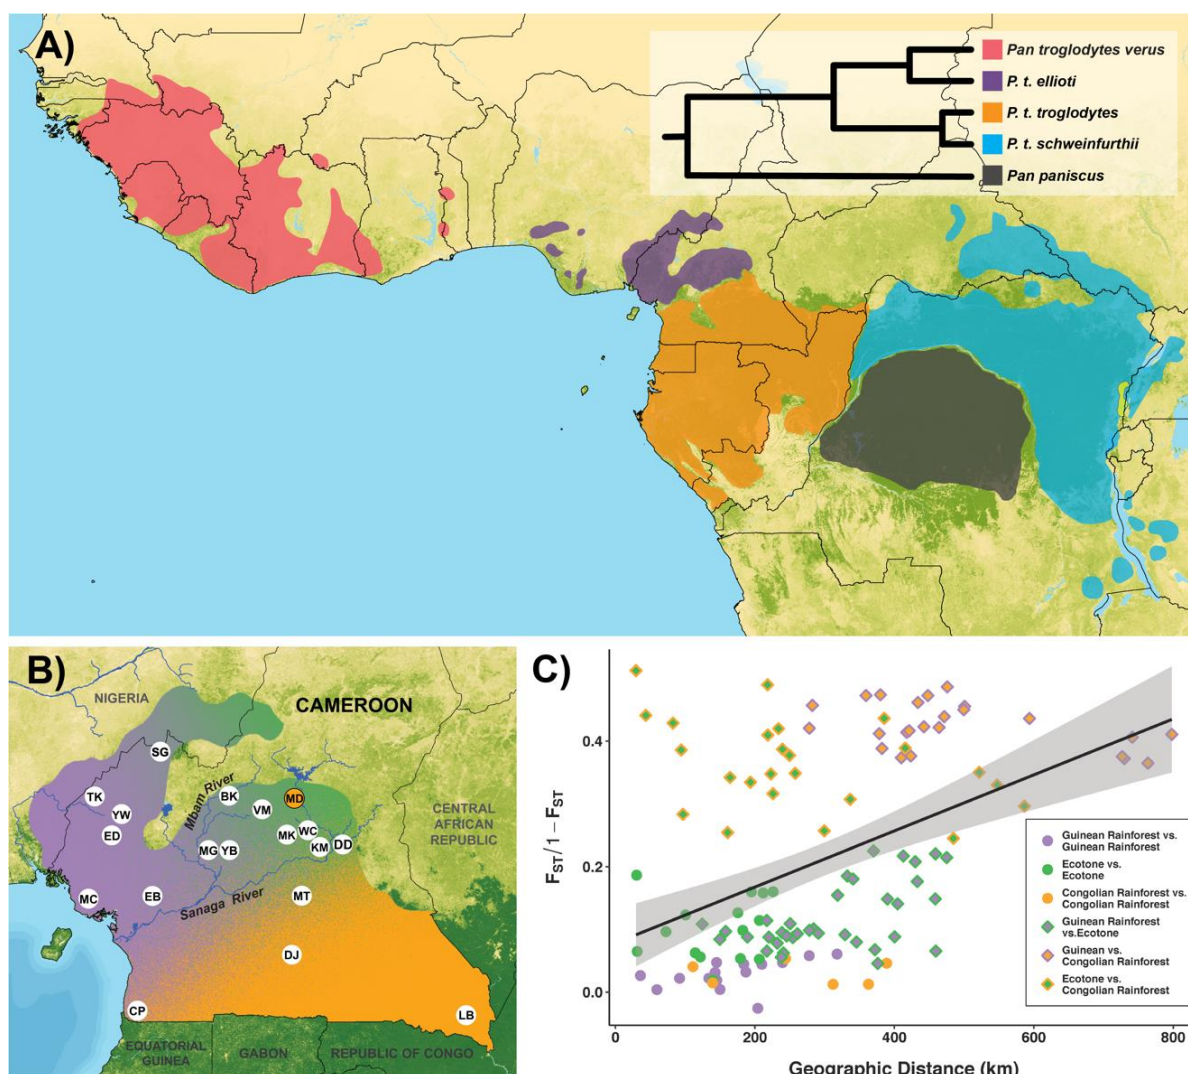 A)
Pan troglodytes verus
P. t. ellioti
P. t. troglodytes
P. t. schweinfurthii
Pan paniscus
B)
NIGERIA
CAMEROON
SG
Mbam River
TK
BK
MD
YW
VM
CENTRAL
AFRICAN
REPUBLIC
ED
MK
WC
MG
YB
KM
DD
MC
EB
Sanaga River
MT
DJ
CP
LB
EQUATORIAL
GUINEA
GABON
REPUBLIC OF CONGO
C)
FST/1-FST
0.4
0.2
0.0
Guinean Rainforest vs.
Guinean Rainforest
Ecotone vs.
Ecotone
Congolian Rainforest vs.
Congolian Rainforest
Guinean Rainforest
vs.Ecotone
Guinean vs.
Congolian Rainforest
Ecotone vs.
Congolian Rainforest
0 200 400 600 800
Geographic Distance (km)